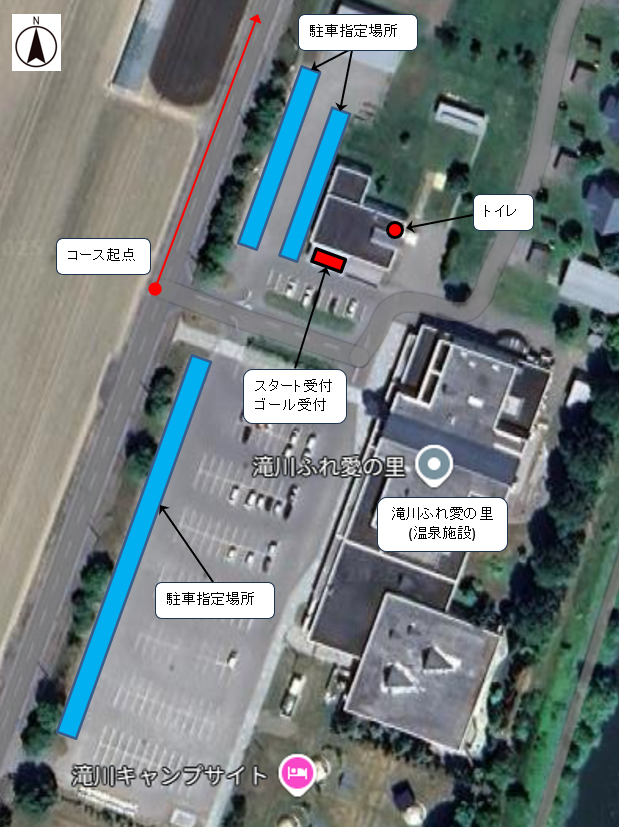 N
駐車指定場所
トイレ
コース起点
スタート受付
ゴール受付
滝川ふれ愛の里
滝川ふれ愛の里
(温泉施設)
駐車指定場所
滝川キャンプサイト